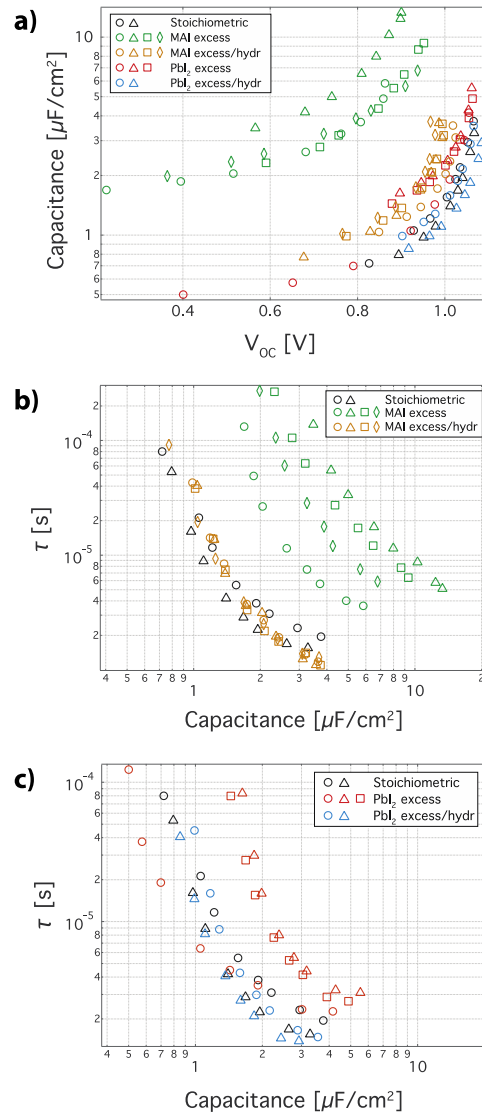 a)
Stoichiometric
MAI excess
MAI excess/hydr
PbI2 excess
PbI2 excess/hydr
Capacitance [μF/cm²]
10
8
7
6
5
4
3
2
1
8
7
6
5
0.4
0.6
0.8
1.0
VOC [V]
b)
Stoichiometric
MAI excess
MAI excess/hydr
τ [s]
2
10⁻⁴
8
6
4
2
10⁻⁵
8
6
4
2
4 5 6 7 8 9 1 2 3 4 5 6 7 8 9 10 2
Capacitance [μF/cm²]
c)
Stoichiometric
PbI2 excess
PbI2 excess/hydr
τ [s]
10⁻⁴
8
6
4
2
10⁻⁵
8
6
4
2
4 5 6 7 8 9 1 2 3 4 5 6 7 8 9 10
Capacitance [μF/cm²]